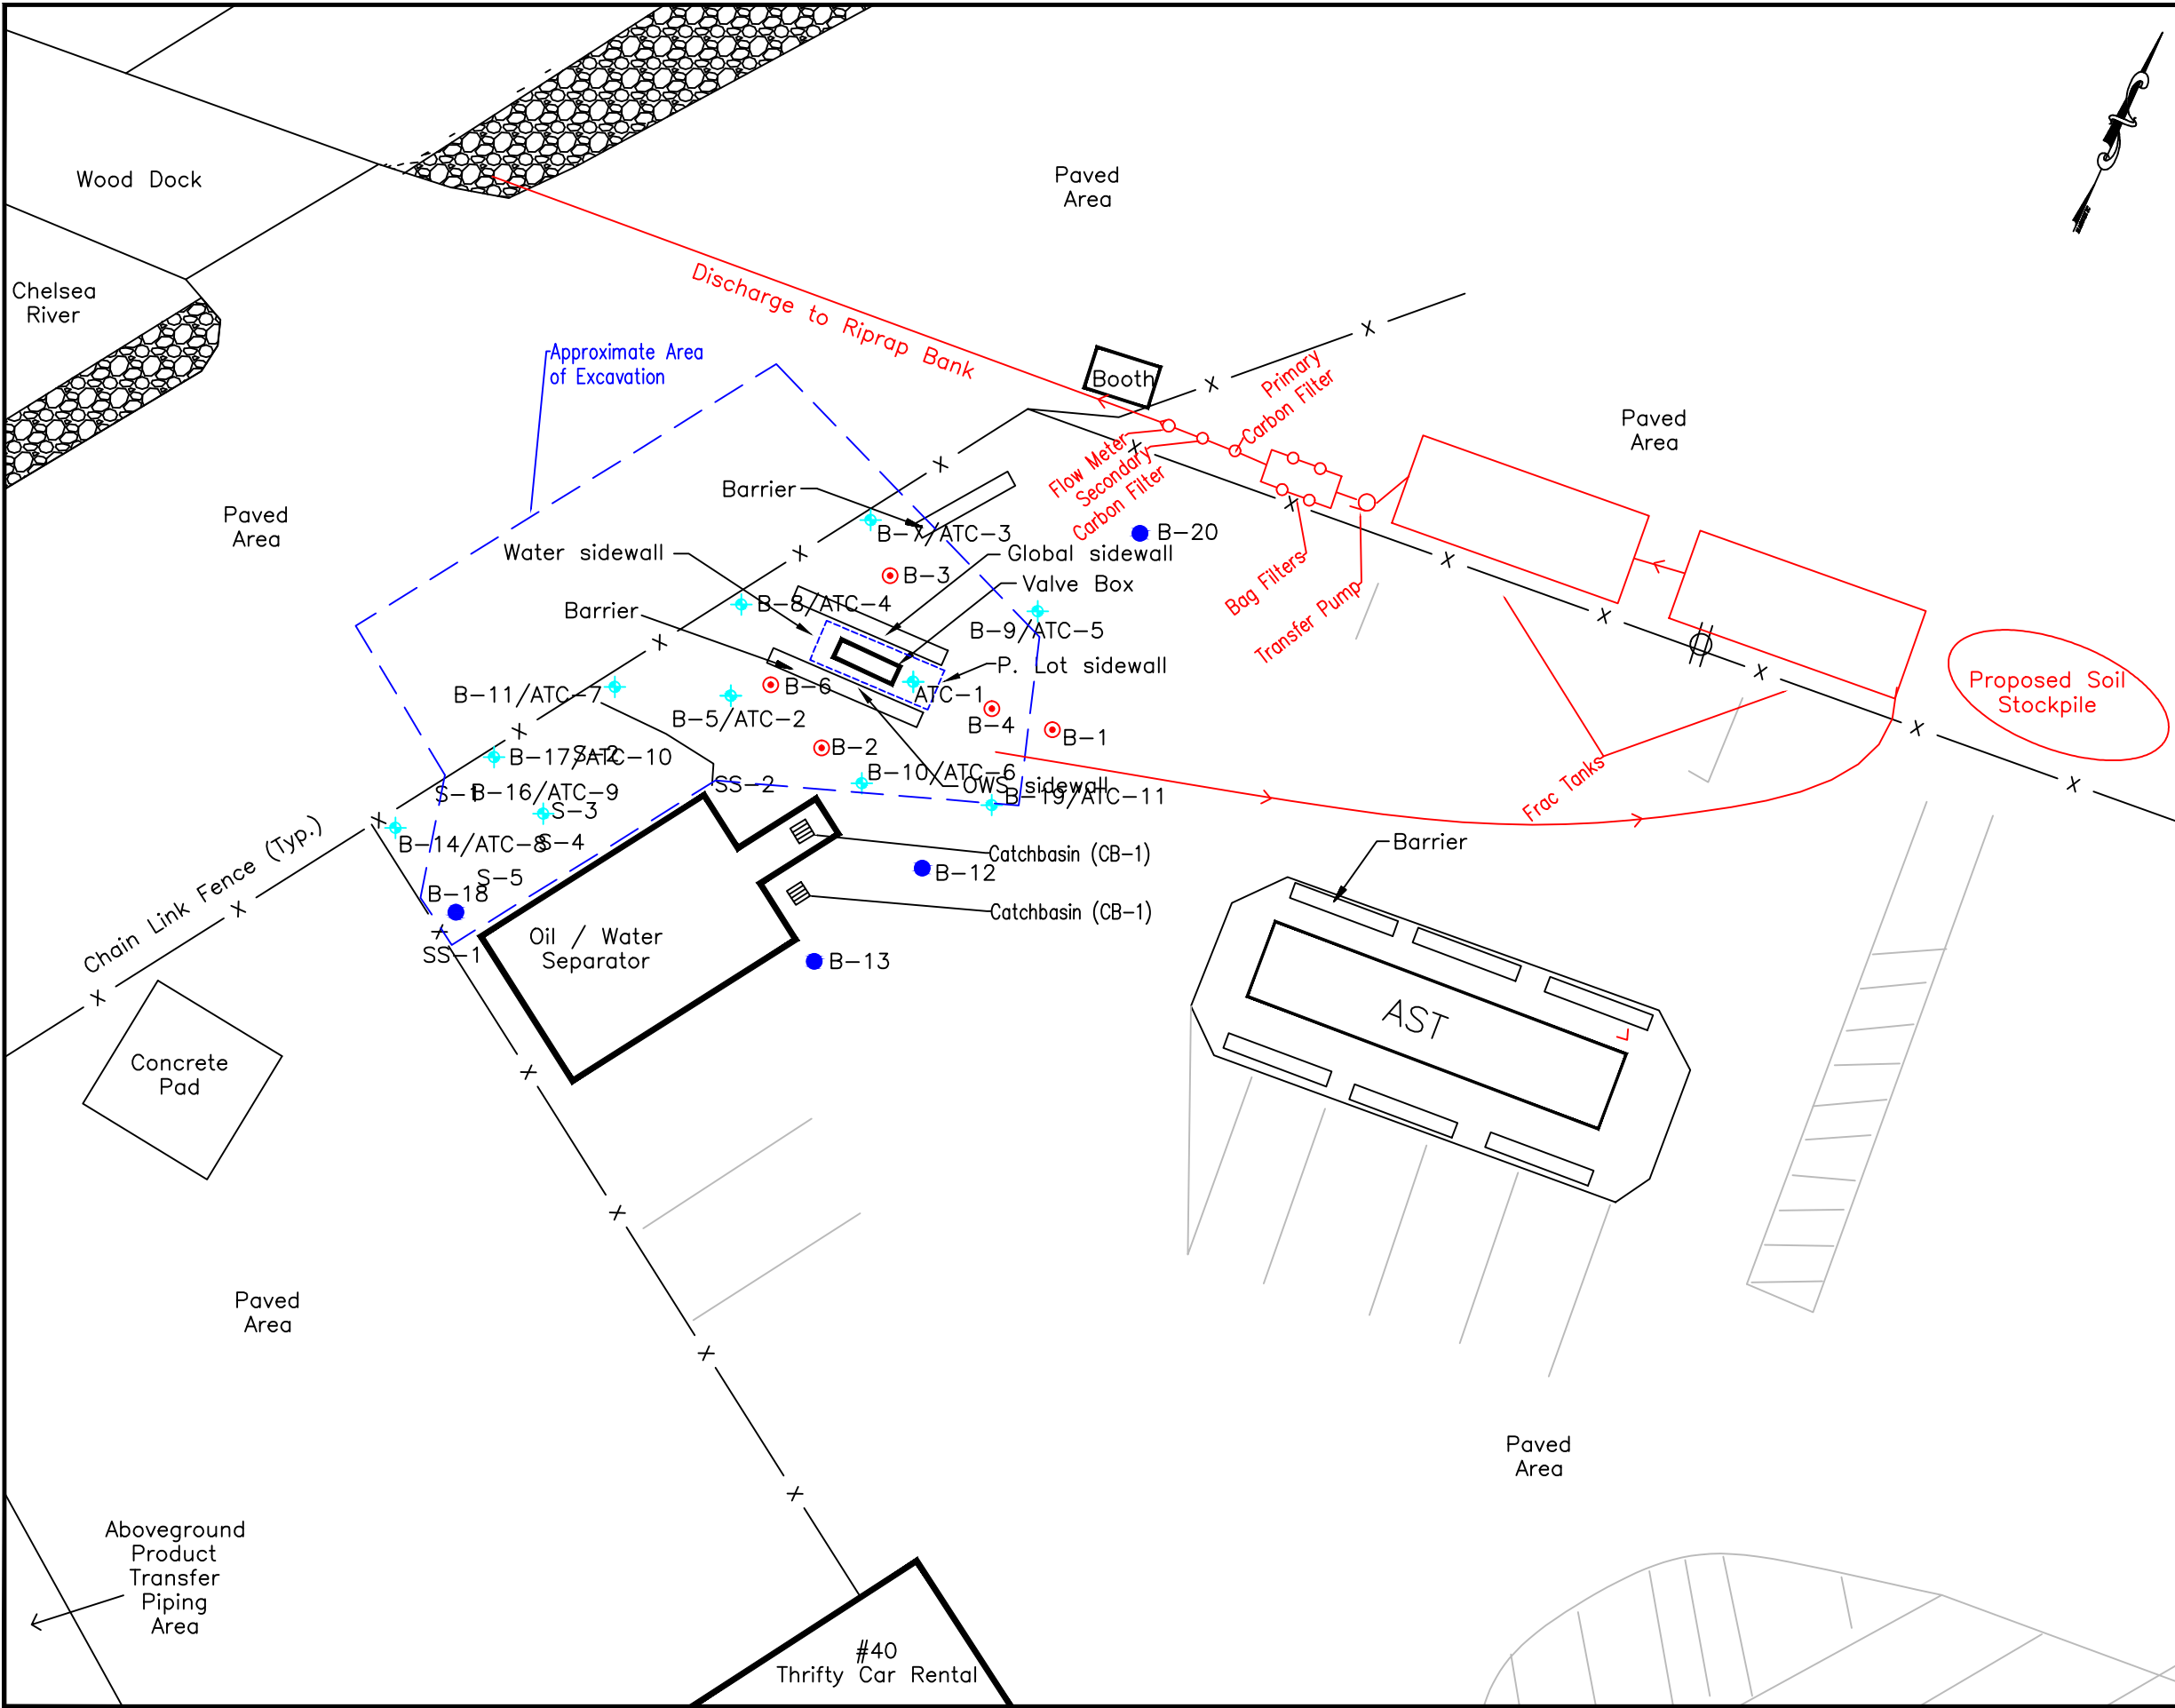 Wood Dock
Paved
Area
Chelsea
River
Discharge to Riprap Bank
Approximate Area
of Excavation
Booth
Primary
Carbon Filter
Paved
Area
Flow Meter
Secondary
Carbon Filter
Barrier
Paved
Area
B-7/ATC-3
B-20
Water sidewall
Global sidewall
B-3
Valve Box
Bag Filters
Transfer Pump
Barrier
B-8/ATC-4
B-9/ATC-5
P. Lot sidewall
Proposed Soil
Stockpile
B-11/ATC-7
B-6
ATC-1
B-5/ATC-2
B-4
B-1
B-2
B-17/ATC-10
S-2
B-10/ATC-6
SS-2
OWS sidewall
S-1
B-16/ATC-9
B-19/ATC-11
Frac Tanks
S-3
Chain Link Fence (Typ.)
B-14/ATC-8
S-4
Barrier
Catchbasin (CB-1)
S-5
B-12
B-18
Catchbasin (CB-1)
Oil / Water
Separator
SS-1
B-13
AST
Concrete
Pad
Paved
Area
Paved
Area
Aboveground
Product
Transfer
Piping
Area
#40
Thrifty Car Rental